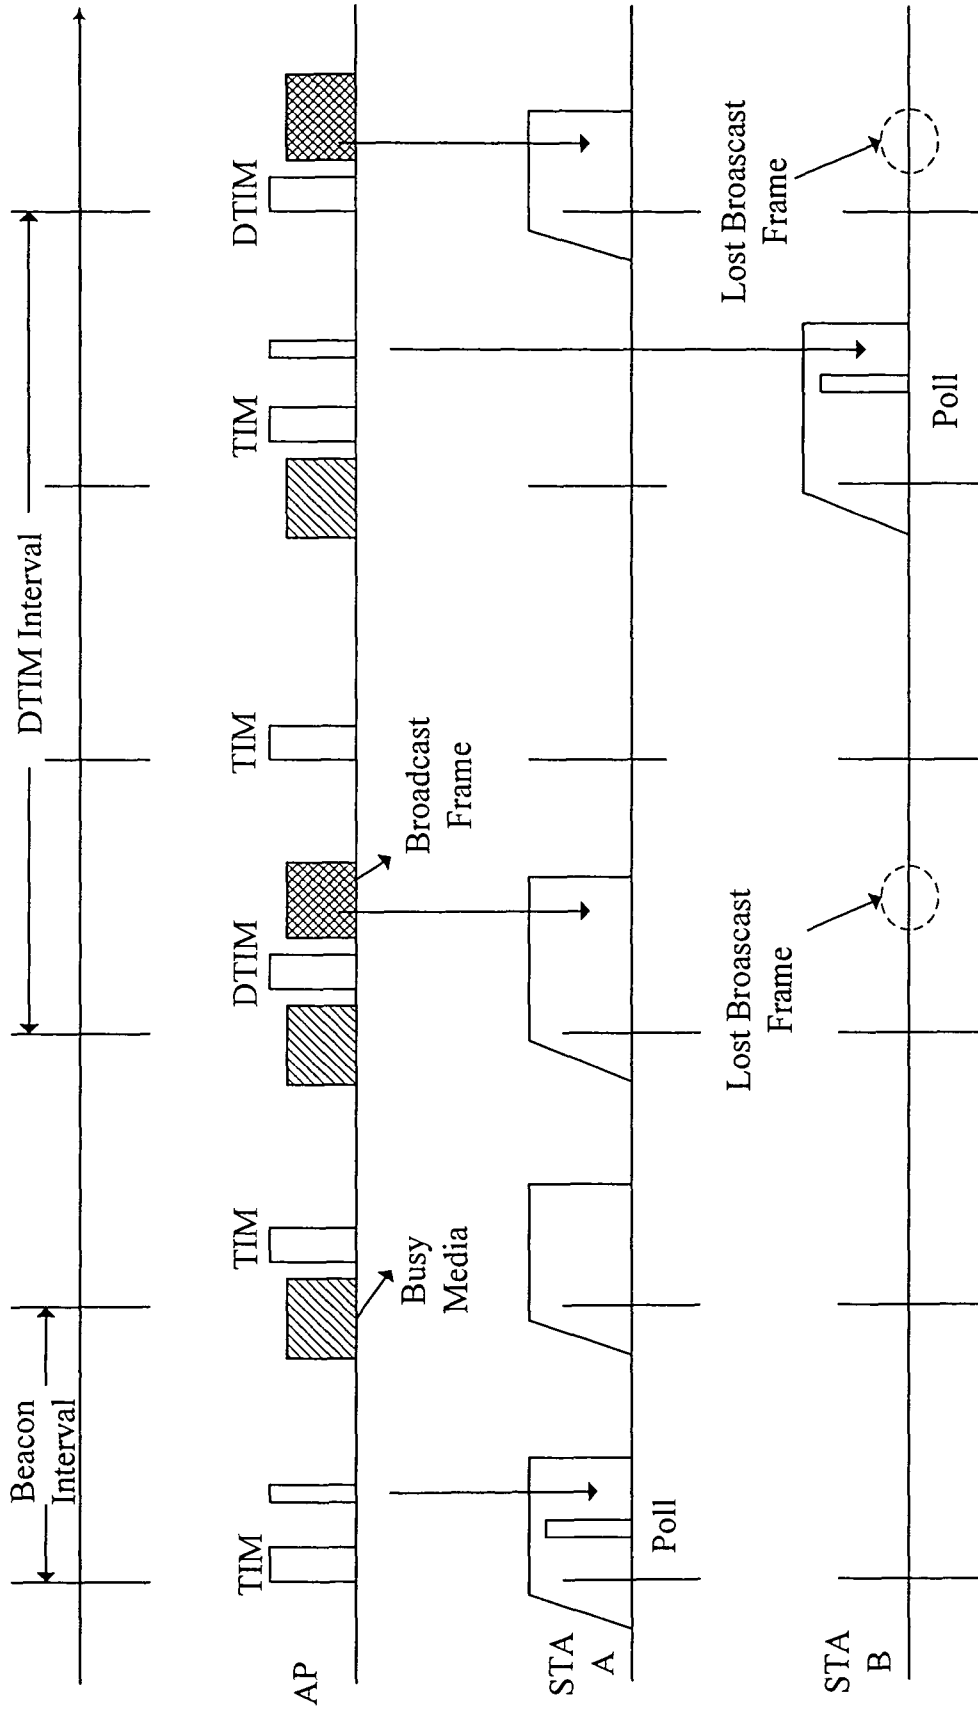 Beacon
Interval
DTIM Interval
TIM
TIM
DTIM
TIM
TIM
DTIM
AP
Busy
Media
Broadcast
Frame
STA
A
Poll
Lost Broascast
Frame
Lost Broascast
Frame
STA
B
Poll